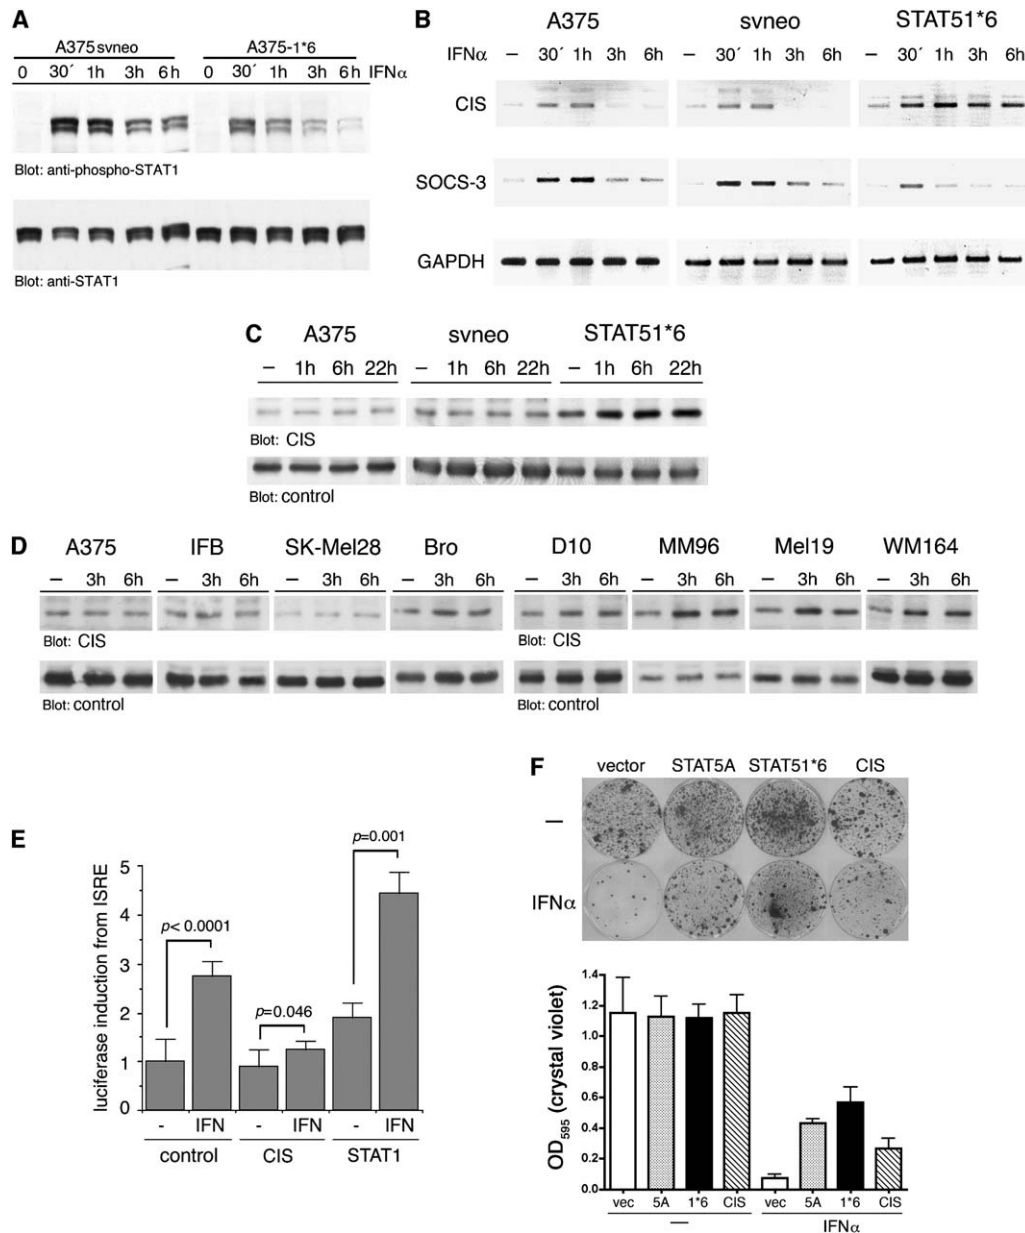 A
A375 svneo A375-1*6
0 30´ 1h 3h 6h 0 30´ 1h 3h 6h IFNα
Blot: anti-phospho-STAT1
Blot: anti-STAT1
B
A375 svneo STAT51*6
– 30´ 1h 3h 6h – 30´ 1h 3h 6h – 30´ 1h 3h 6h IFNα
CIS
SOCS-3
GAPDH
C
A375 svneo STAT51*6
– 1h 6h 22h – 1h 6h 22h – 1h 6h 22h
Blot: CIS
Blot: control
D
A375 IFB SK-Mel28 Bro D10 MM96 Mel19 WM164
– 3h 6h – 3h 6h – 3h 6h – 3h 6h – 3h 6h – 3h 6h – 3h 6h – 3h 6h
Blot: CIS Blot: CIS
Blot: control Blot: control
E
luciferase induction from ISRE
5
4
3
2
1
0
p< 0.0001
p=0.046
p=0.001
- IFN - IFN - IFN
control CIS STAT1
F
vector STAT5A STAT51*6 CIS
–
IFNα
OD595 (crystal violet)
1.4
1.2
1.0
0.8
0.6
0.4
0.2
0.0
vec 5A 1*6 CIS vec 5A 1*6 CIS
— IFNα